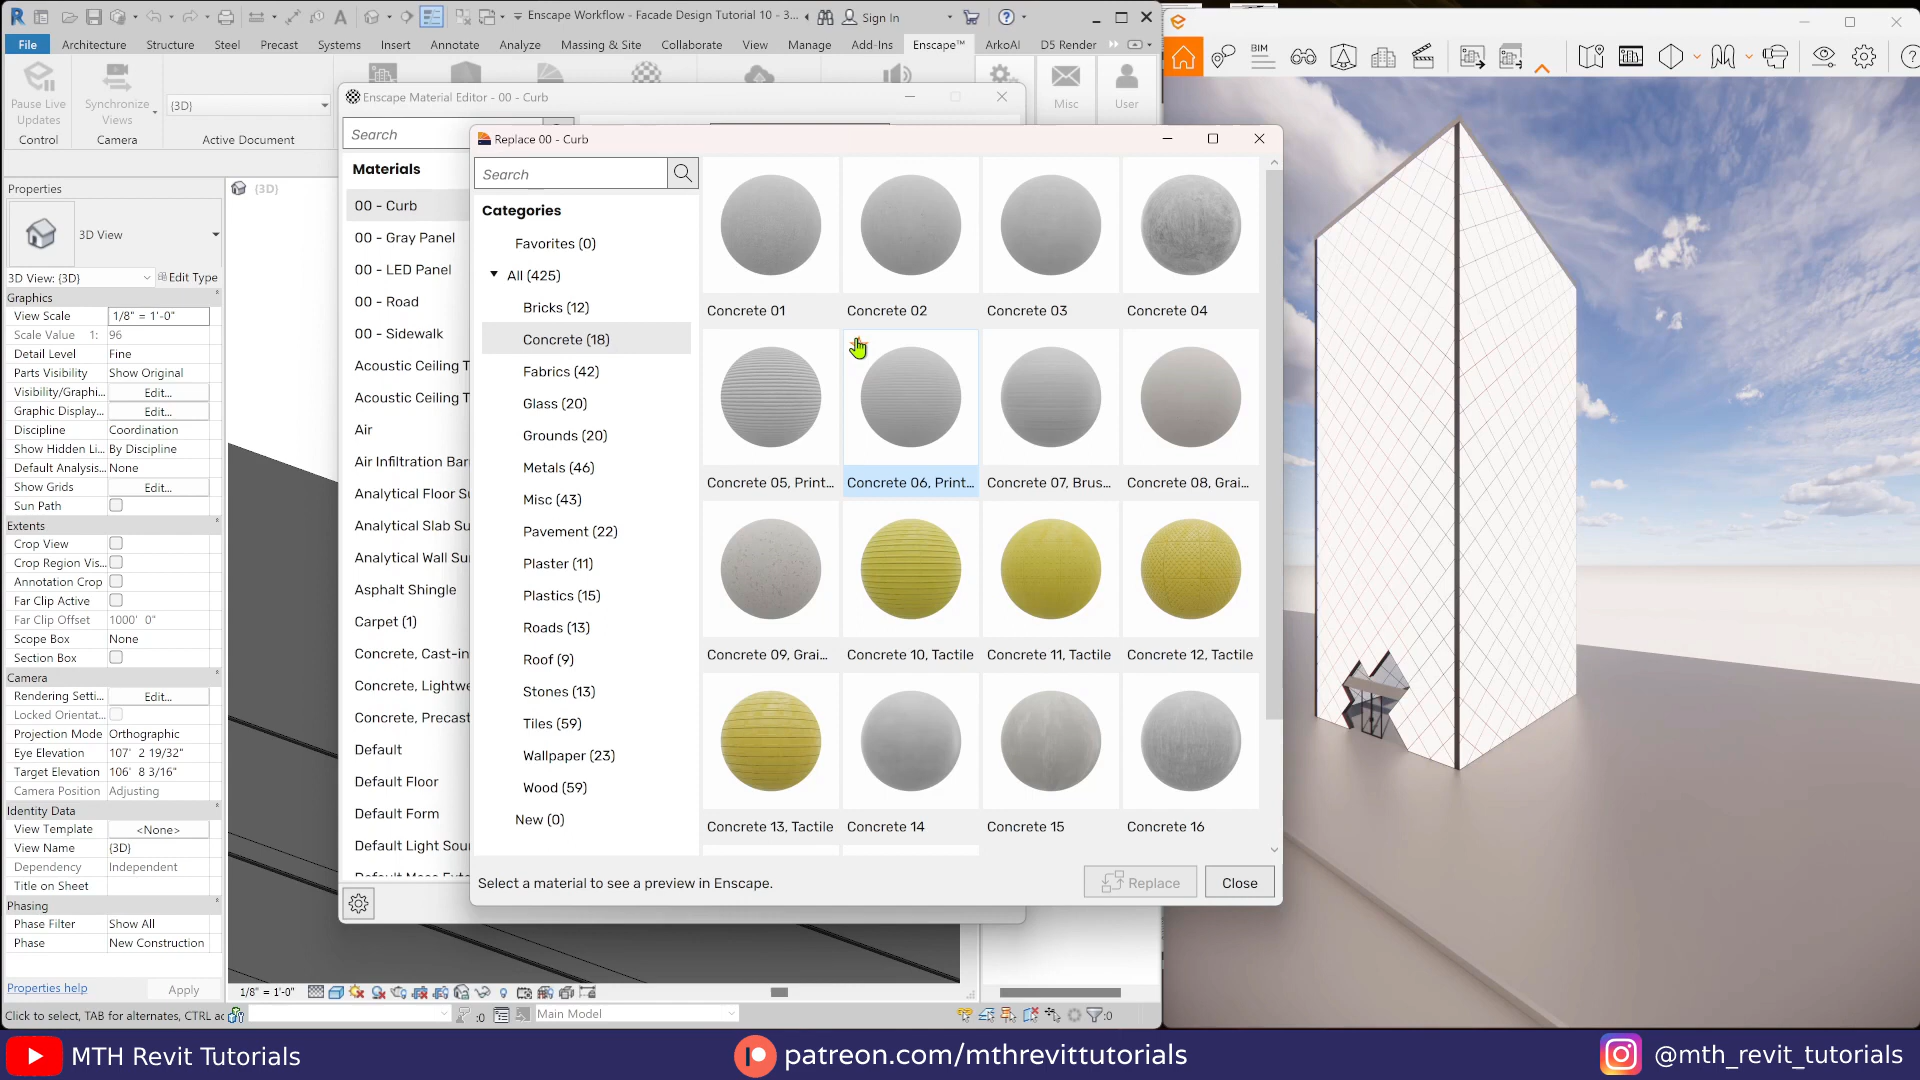 Enscape Workflow - Facade Design Tutorial 10 - 3...
Sign In
File
Architecture
Structure
Steel
Precast
Systems
Insert
Annotate
Analyze
Massing & Site
Collaborate
View
Manage
Add-Ins
Enscape™
ArkoAI
D5 Render
Pause Live
Updates
Control
Synchronize
Views
Camera
{3D}
Active Document
Misc
User
BIM
Enscape Material Editor - 00 - Curb
Search
Materials
00 - Curb
00 - Gray Panel
00 - LED Panel
00 - Road
00 - Sidewalk
Acoustic Ceiling T
Acoustic Ceiling T
Air
Air Infiltration Bar
Analytical Floor Su
Analytical Slab Su
Analytical Wall Su
Asphalt Shingle
Carpet (1)
Concrete, Cast-in
Concrete, Lightwe
Concrete, Precast
Default
Default Floor
Default Form
Default Light Sour
Replace 00 - Curb
Search
Categories
Favorites (0)
All (425)
Bricks (12)
Concrete (18)
Fabrics (42)
Glass (20)
Grounds (20)
Metals (46)
Misc (43)
Pavement (22)
Plaster (11)
Plastics (15)
Roads (13)
Roof (9)
Stones (13)
Tiles (59)
Wallpaper (23)
Wood (59)
New (0)
Concrete 01
Concrete 02
Concrete 03
Concrete 04
Concrete 05, Print...
Concrete 06, Print...
Concrete 07, Brus...
Concrete 08, Grai...
Concrete 09, Grai...
Concrete 10, Tactile
Concrete 11, Tactile
Concrete 12, Tactile
Concrete 13, Tactile
Concrete 14
Concrete 15
Concrete 16
Select a material to see a preview in Enscape.
Replace
Close
Properties
3D View
3D View: {3D}
Edit Type
Graphics
View Scale 1/8" = 1'-0"
Scale Value 1: 96
Detail Level Fine
Parts Visibility Show Original
Visibility/Graphi... Edit...
Graphic Display... Edit...
Discipline Coordination
Show Hidden Li... By Discipline
Default Analysis... None
Show Grids Edit...
Sun Path
Extents
Crop View
Crop Region Vis...
Annotation Crop
Far Clip Active
Far Clip Offset 1000' 0"
Scope Box None
Section Box
Camera
Rendering Setti... Edit...
Locked Orientat...
Projection Mode Orthographic
Eye Elevation 107' 2 19/32"
Target Elevation 106' 8 3/16"
Camera Position Adjusting
Identity Data
View Template <None>
View Name {3D}
Dependency Independent
Title on Sheet
Phasing
Phase Filter Show All
Phase New Construction
Properties help
Apply
{3D}
1/8" = 1'-0"
Click to select, TAB for alternates, CTRL ac
:0
Main Model
:0
MTH Revit Tutorials
patreon.com/mthrevittutorials
@mth_revit_tutorials